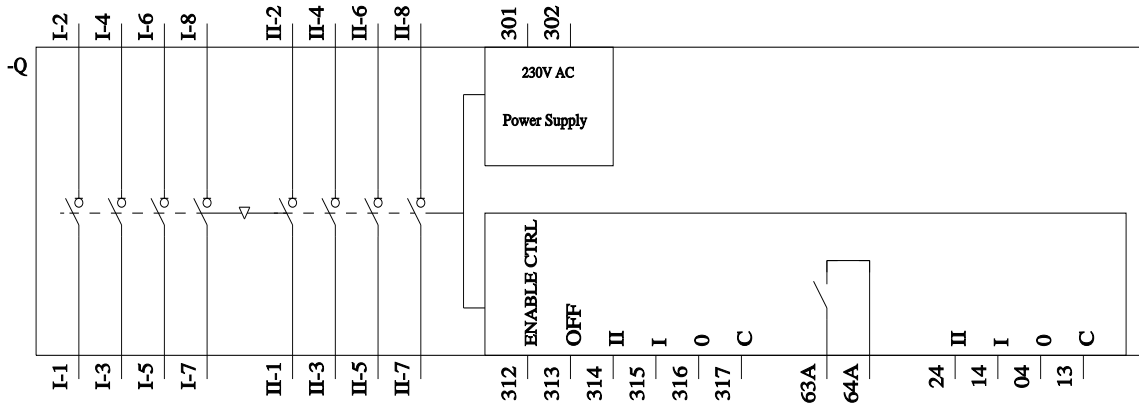 I-2
I-4
I-6
I-8
II-2
II-4
II-6
II-8
301
302
-Q
230V AC
Power Supply
ENABLE CTRL
OFF
II
I
0
C
II
I
0
C
I-1
I-3
I-5
I-7
II-1
II-3
II-5
II-7
312
313
314
315
316
317
63A
64A
24
14
04
13